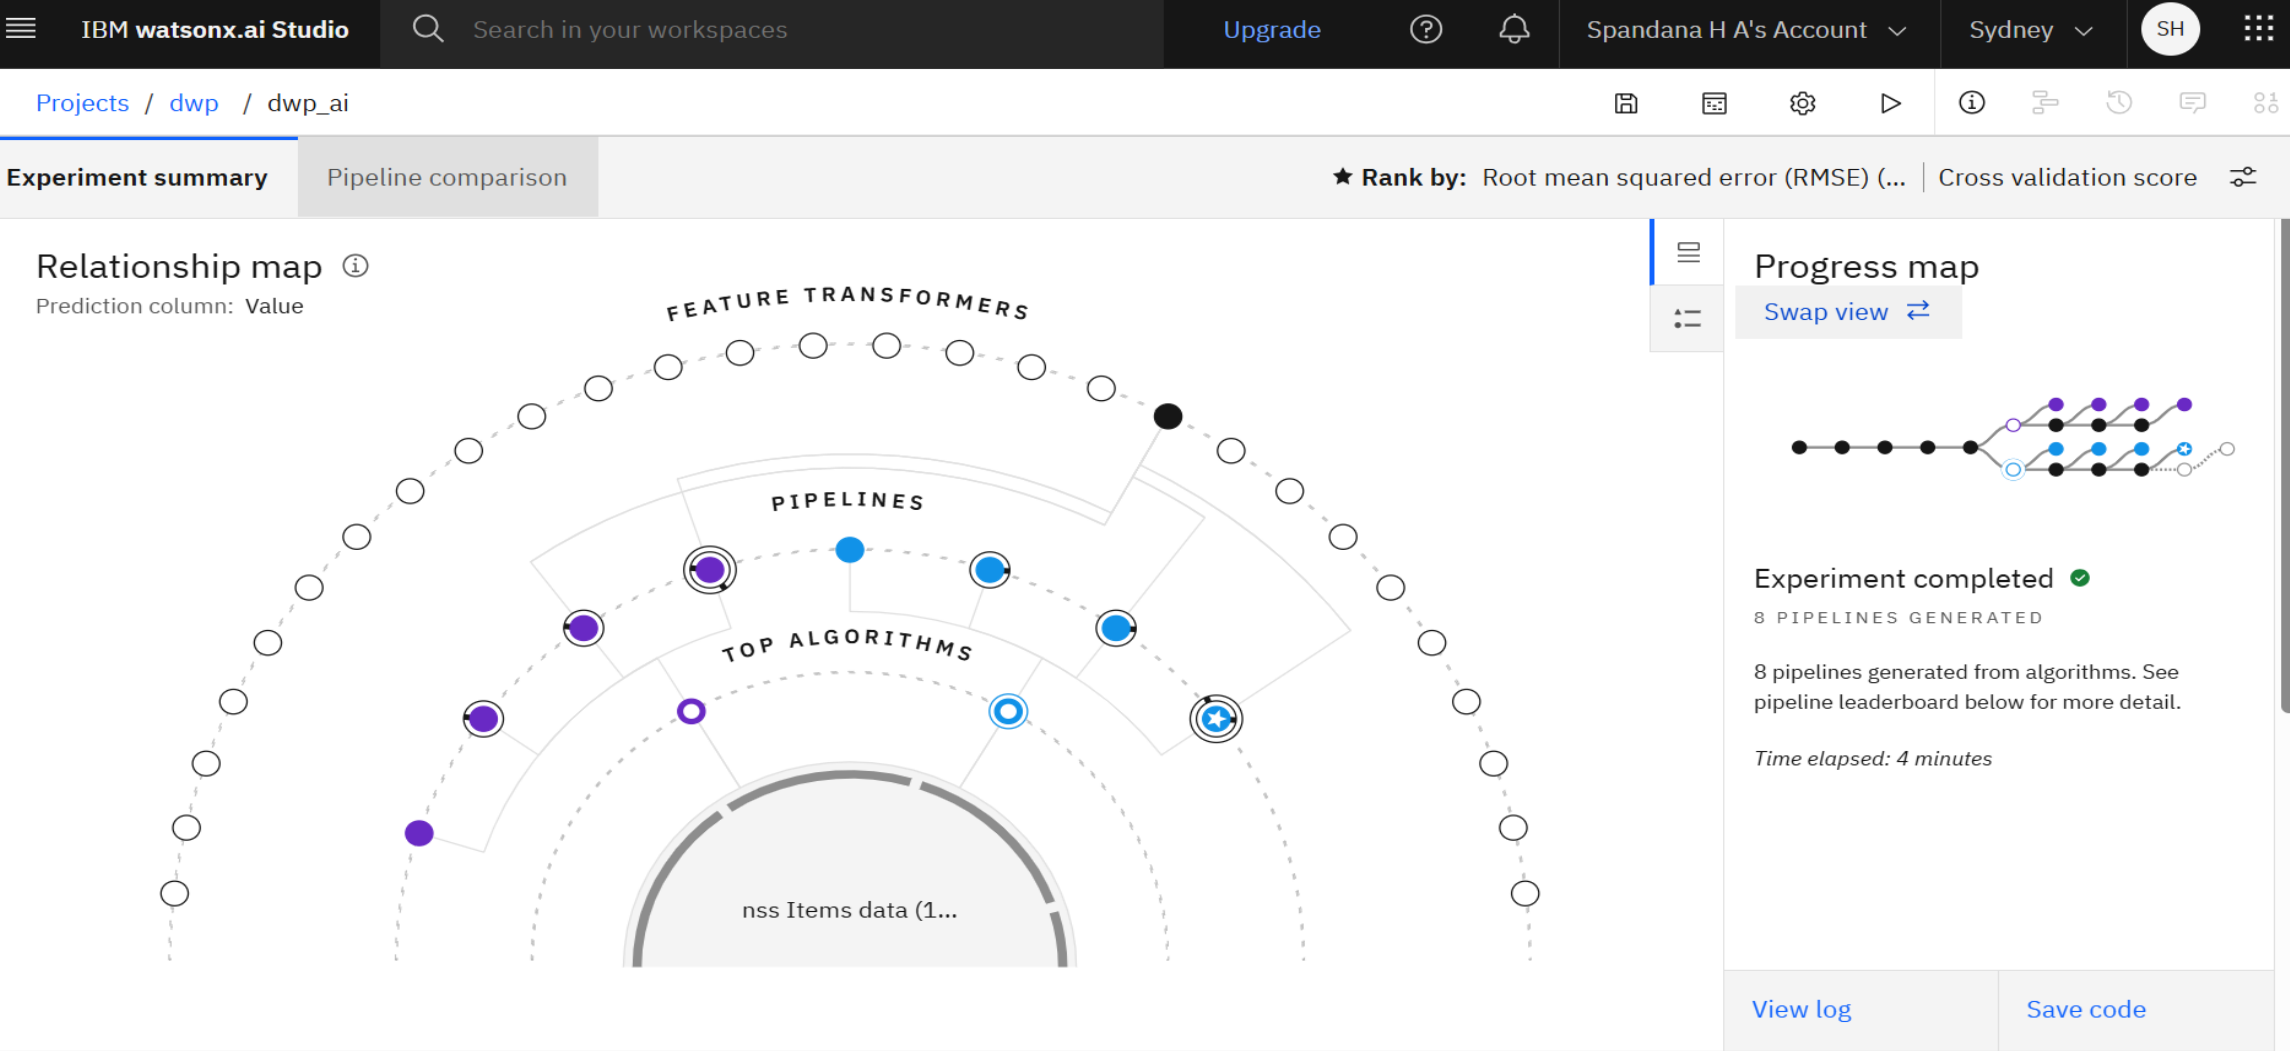 IBM watsonx.ai Studio
Search in your workspaces
Upgrade
Spandana H A's Account
Sydney
SH
Projects / dwp / dwp_ai
Experiment summary
Pipeline comparison
Rank by: Root mean squared error (RMSE) (... | Cross validation score
Relationship map
Prediction column: Value
FEATURE TRANSFORMERS
PIPELINES
TOP ALGORITHMS
nss Items data (1...
Progress map
Swap view
Experiment completed
8 PIPELINES GENERATED
8 pipelines generated from algorithms. See
pipeline leaderboard below for more detail.
Time elapsed: 4 minutes
View log
Save code